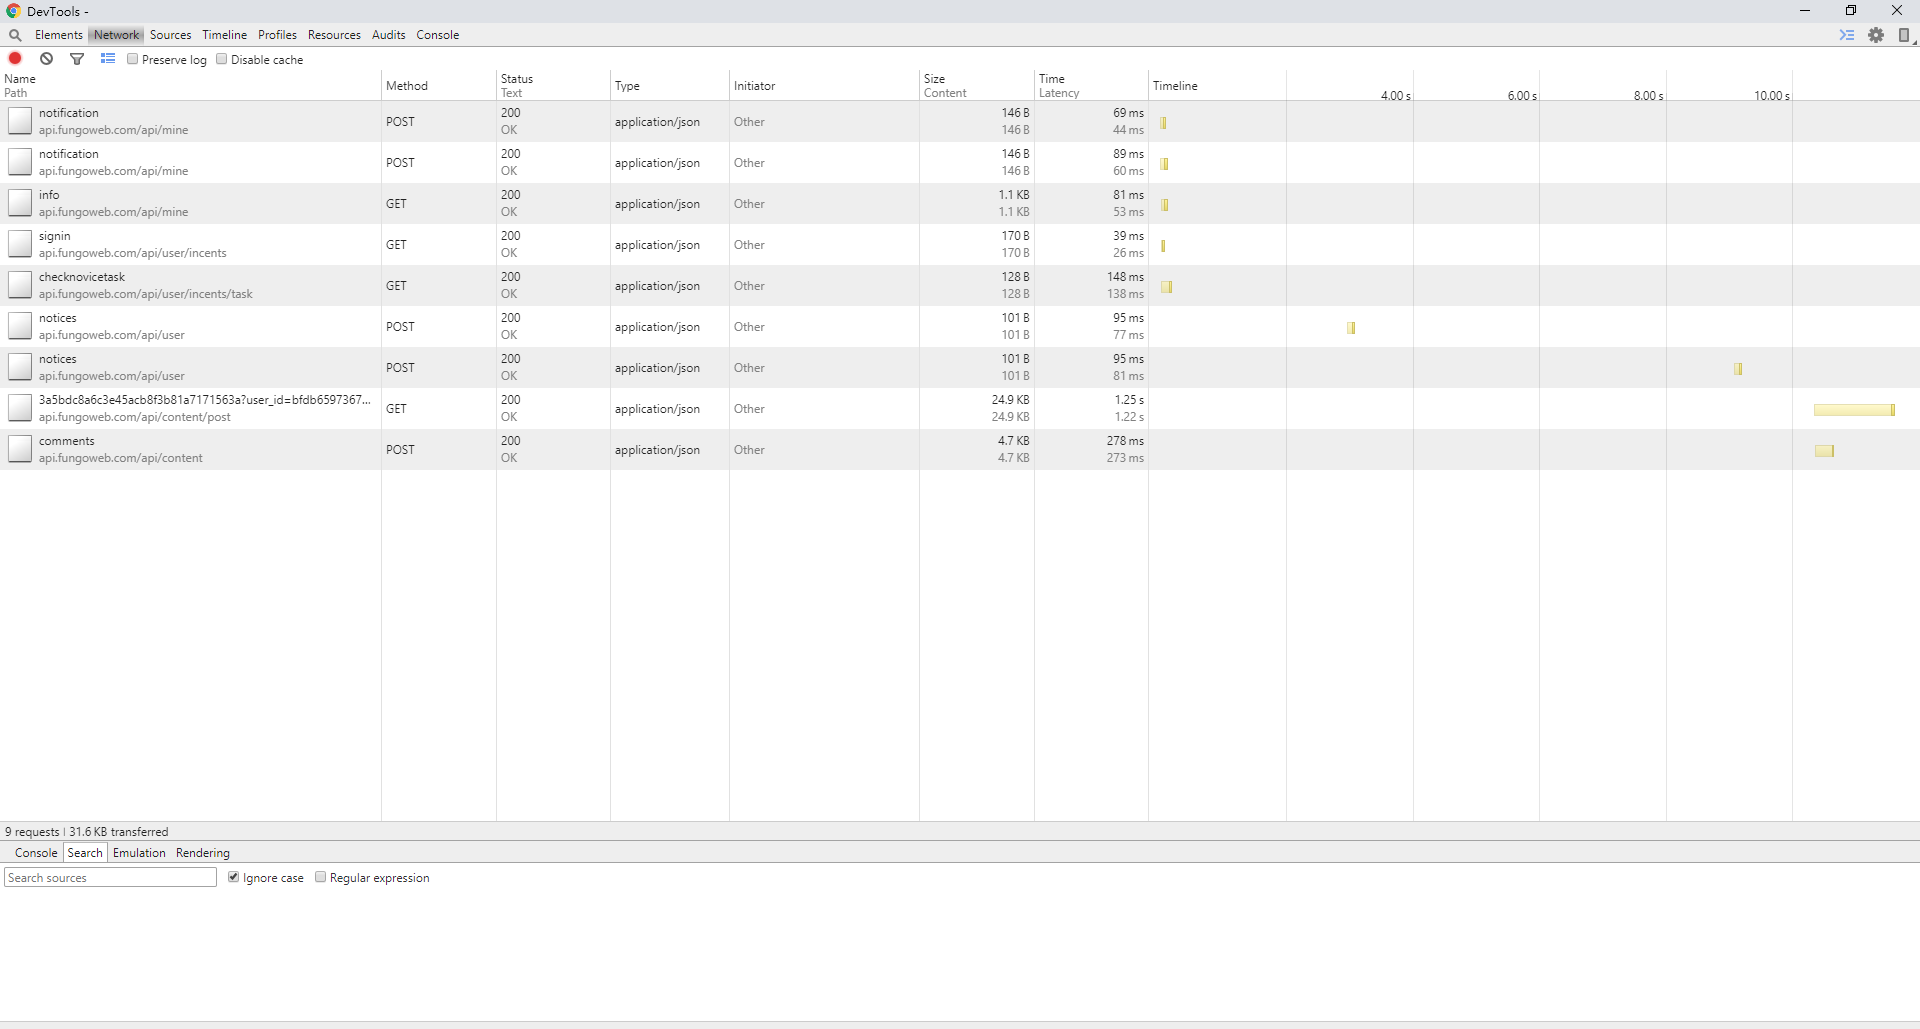 DevTools -
Elements Network Sources Timeline Profiles Resources Audits Console
Preserve log Disable cache
Name Path Method Status Text Type Initiator Size Content Time Latency Timeline 4.00 s 6.00 s 8.00 s 10.00 s
notification POST 200 application/json Other 146 B 69 ms
api.fungoweb.com/api/mine OK 146 B 44 ms
notification POST 200 application/json Other 146 B 89 ms
api.fungoweb.com/api/mine OK 146 B 60 ms
info GET 200 application/json Other 1.1 KB 81 ms
api.fungoweb.com/api/mine OK 1.1 KB 53 ms
signin GET 200 application/json Other 170 B 39 ms
api.fungoweb.com/api/user/incents OK 170 B 26 ms
checknovicetask GET 200 application/json Other 128 B 148 ms
api.fungoweb.com/api/user/incents/task OK 128 B 138 ms
notices POST 200 application/json Other 101 B 95 ms
api.fungoweb.com/api/user OK 101 B 77 ms
notices POST 200 application/json Other 101 B 95 ms
api.fungoweb.com/api/user OK 101 B 81 ms
3a5bdc8a6c3e45acb8f3b81a7171563a?user_id=bfdb6597367... GET 200 application/json Other 24.9 KB 1.25 s
api.fungoweb.com/api/content/post OK 24.9 KB 1.22 s
comments POST 200 application/json Other 4.7 KB 278 ms
api.fungoweb.com/api/content OK 4.7 KB 273 ms
9 requests | 31.6 KB transferred
Console Search Emulation Rendering
Search sources Ignore case Regular expression